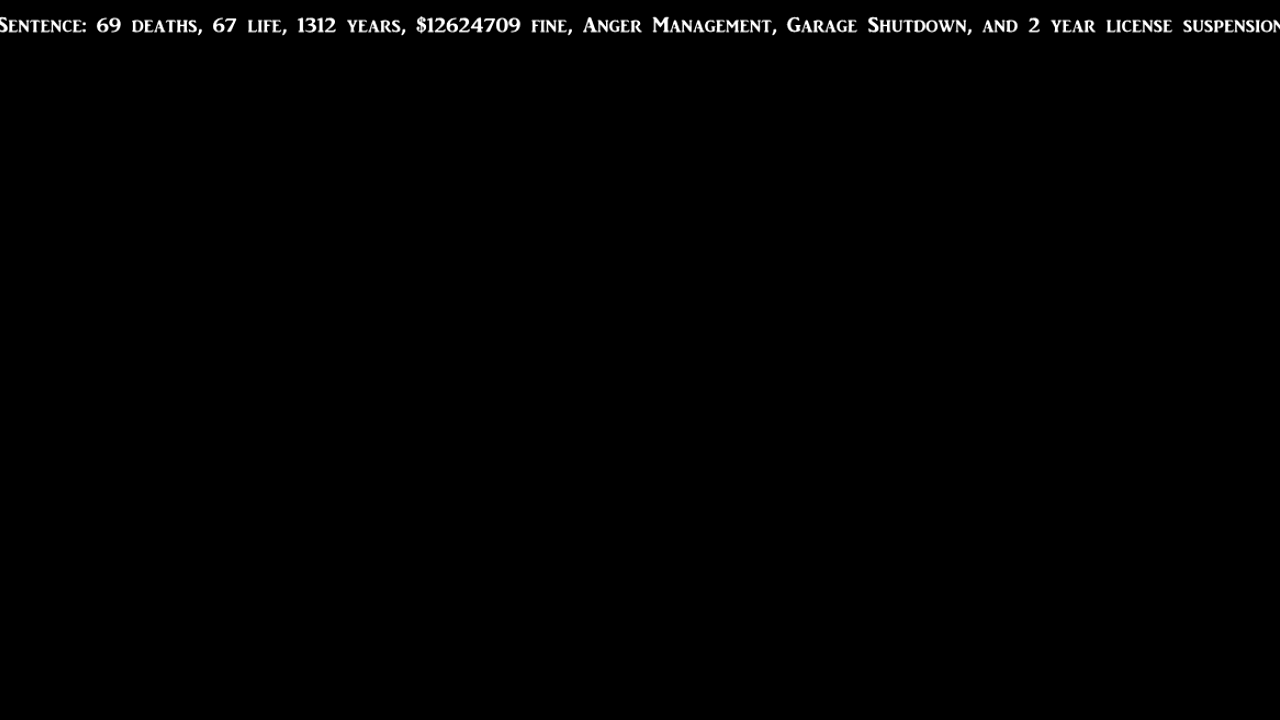 Sentence: 69 deaths, 67 life, 1312 years, $12624709 fine, Anger Management, Garage Shutdown, and 2 year license suspension